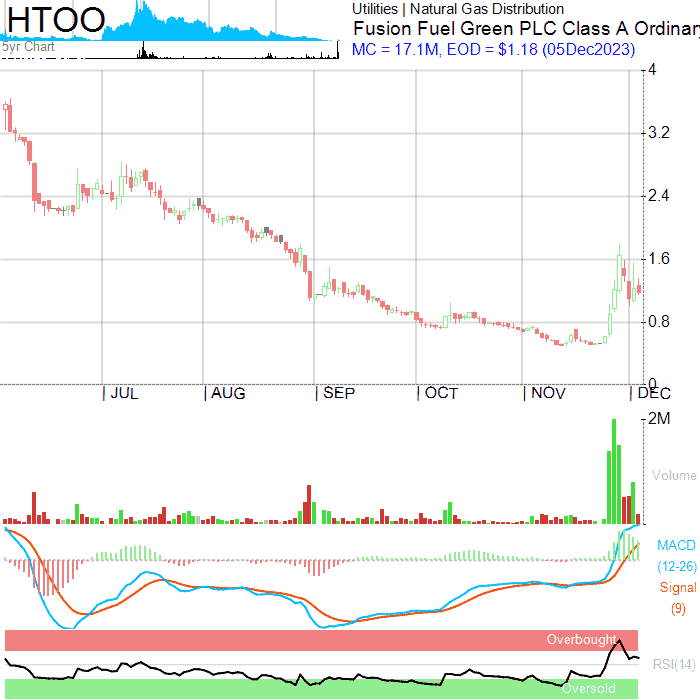 HTOO
Utilities | Natural Gas Distribution
Fusion Fuel Green PLC Class A Ordinary
5yr Chart
MC = 17.1M, EOD = $1.18 (05Dec2023)
4
3.2
2.4
1.6
0.8
0
| JUL | AUG | SEP | OCT | NOV | DEC
2M
Volume
MACD
(12-26)
Signal
(9)
Overbought
RSI(14)
Oversold